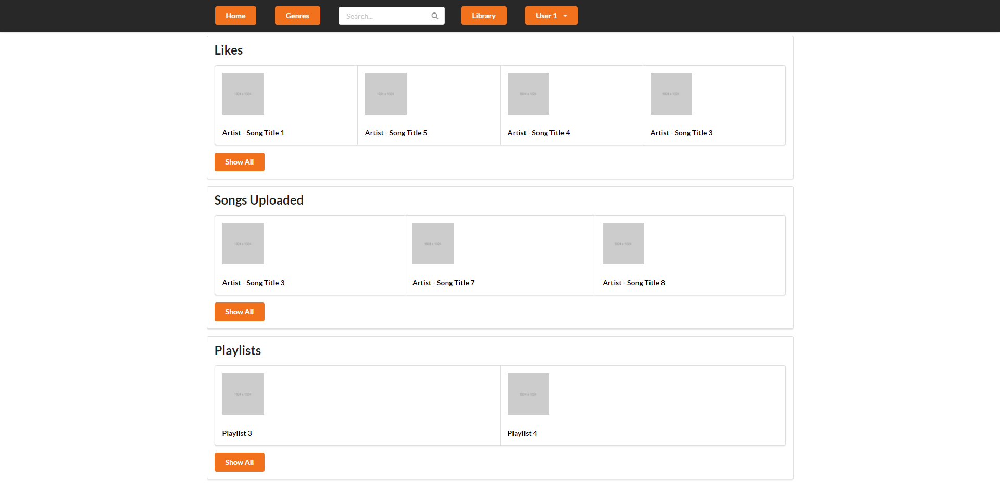 Home Genres Search... Library User 1
Likes
1024 x 1024 1024 x 1024 1024 x 1024 1024 x 1024
Artist - Song Title 1 Artist - Song Title 5 Artist - Song Title 4 Artist - Song Title 3
Show All
Songs Uploaded
1024 x 1024 1024 x 1024 1024 x 1024
Artist - Song Title 3 Artist - Song Title 7 Artist - Song Title 8
Show All
Playlists
1024 x 1024 1024 x 1024
Playlist 3 Playlist 4
Show All